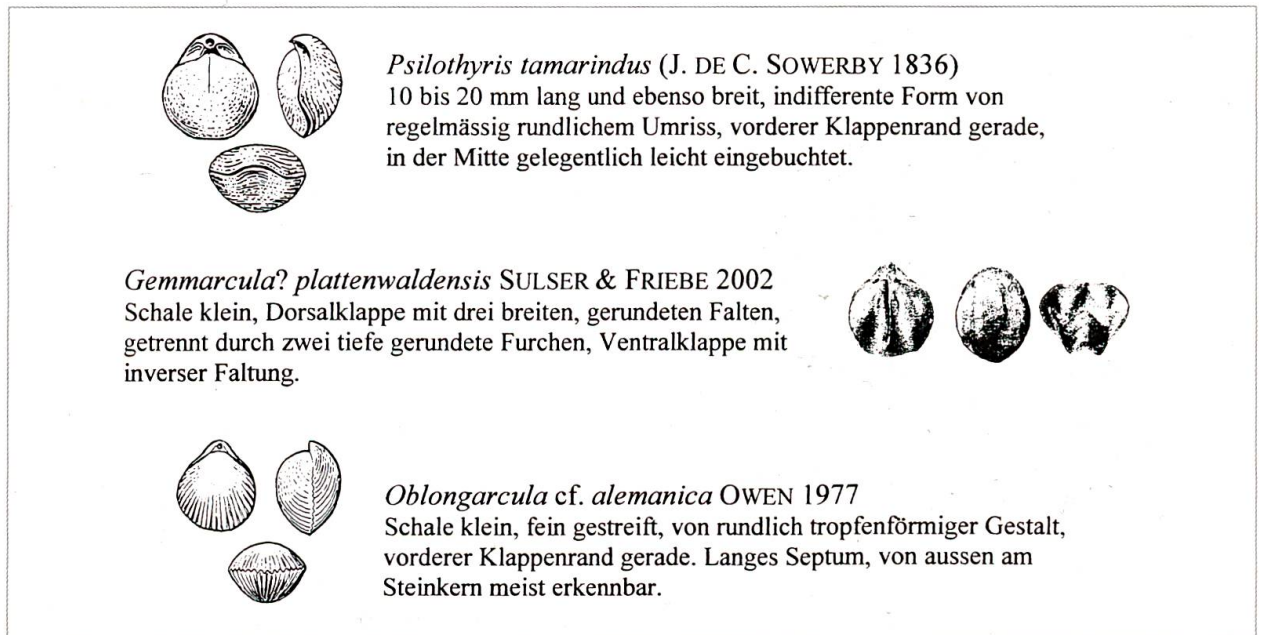 Psilothyris tamarindus (J. DE C. SOWERBY 1836)
10 bis 20 mm lang und ebenso breit, indifferente Form von
regelmässig rundlichem Umriss, vorderer Klappenrand gerade,
in der Mitte gelegentlich leicht eingebuchtet.
Gemmarcula? plattenwaldensis SULSER & FRIEBE 2002
Schale klein, Dorsalklappe mit drei breiten, gerundeten Falten,
getrennt durch zwei tiefe gerundete Furchen, Ventralklappe mit
inverser Faltung.
Oblongarcula cf. alemanica OWEN 1977
Schale klein, fein gestreift, von rundlich tropfenförmiger Gestalt,
vorderer Klappenrand gerade. Langes Septum, von aussen am
Steinkern meist erkennbar.